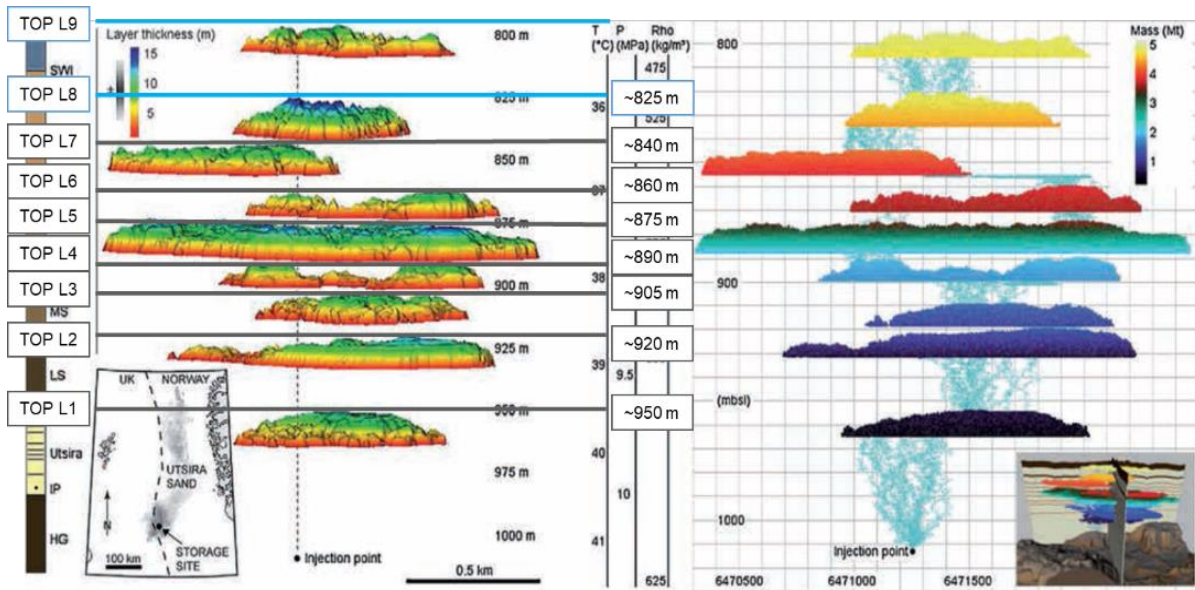 TOP L9
TOP L8
TOP L7
TOP L6
TOP L5
TOP L4
TOP L3
TOP L2
TOP L1
SWI
MS
LS
Utsira
IP
HG
Layer thickness (m)
15
10
5
800 m
825 m
850 m
875 m
900 m
925 m
950 m
975 m
1000 m
Injection point
0.5 km
UK
NORWAY
UTSIRA
SAND
N
STORAGE
SITE
100 km
T P Rho
(°C) (MPa) (kg/m³)
36
37
38
39
40
41
9.5
10
475
525
625
~825 m
~840 m
~860 m
~875 m
~890 m
~905 m
~920 m
~950 m
800
900
(mbsl)
1000
Mass (Mt)
5
4
3
2
1
Injection point
6470500
6471000
6471500